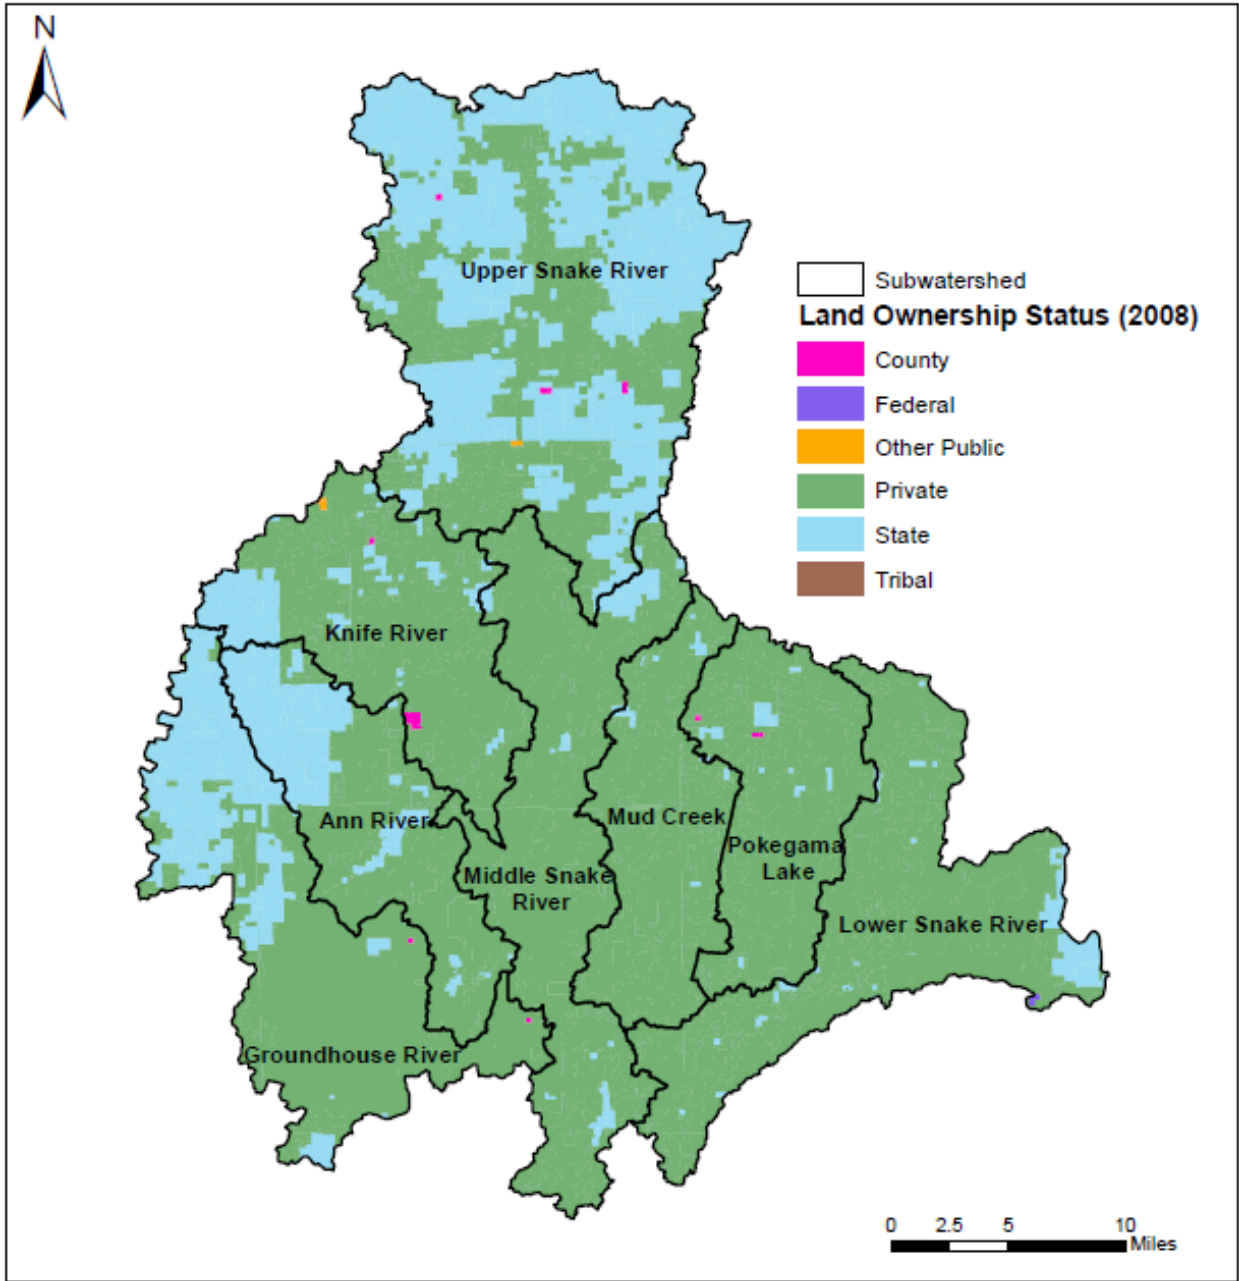 N
Upper Snake River
Subwatershed
Land Ownership Status (2008)
County
Federal
Other Public
Private
State
Tribal
Knife River
Ann River
Mud Creek
Pokegama
Lake
Middle Snake
River
Lower Snake River
Groundhouse River
0 2.5 5 10
Miles